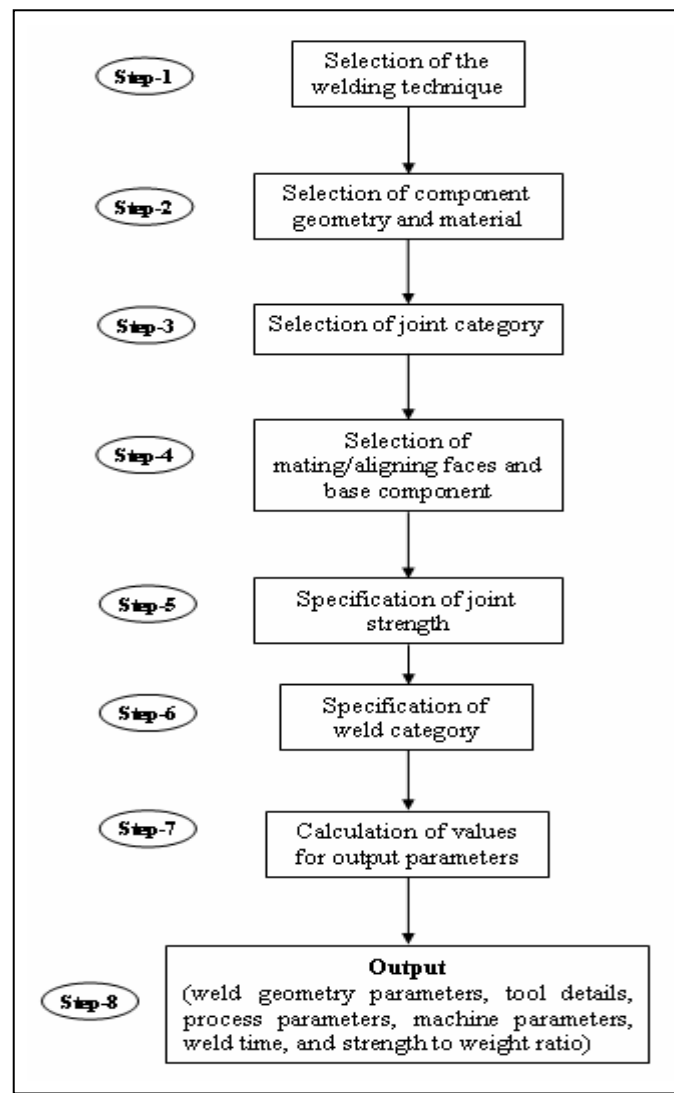 Step-1
Selection of the
welding technique
Step-2
Selection of component
geometry and material
Step-3
Selection of joint category
Step-4
Selection of
mating/aligning faces and
base component
Step-5
Specification of joint
strength
Step-6
Specification of
weld category
Step-7
Calculation of values
for output parameters
Step-8
Output
(weld geometry parameters, tool details,
process parameters, machine parameters,
weld time, and strength to weight ratio)